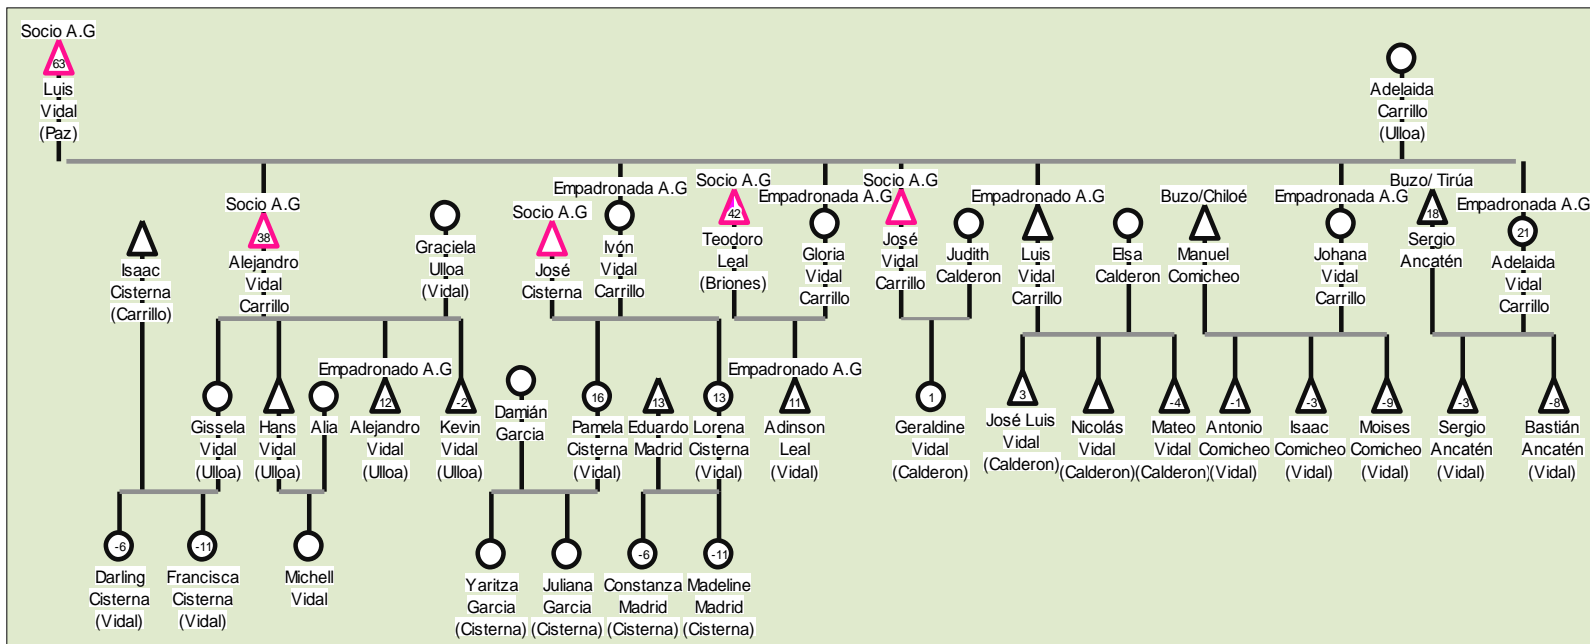 Socio A.G
63
Luis
Vidal
(Paz)
Adelaida
Carrillo
(Ulloa)
Isaac
Cisterna
(Carrillo)
Socio A.G
38
Alejandro
Vidal
Carrillo
Graciela
Ulloa
(Vidal)
Socio A.G
José
Cisterna
Empadronada A.G
Ivón
Vidal
Carrillo
Socio A.G
42
Teodoro
Leal
(Briones)
Empadronada A.G
Gloria
Vidal
Carrillo
Socio A.G
José
Vidal
Carrillo
Judith
Calderon
Empadronado A.G
Luis
Vidal
Carrillo
Elsa
Calderon
Buzo/Chiloé
Manuel
Comicheo
Empadronada A.G
Johana
Vidal
Carrillo
Buzo/ Tirúa
18
Sergio
Ancatén
Empadronada A.G
21
Adelaida
Vidal
Carrillo
Gissela
Vidal
(Ulloa)
Hans
Vidal
(Ulloa)
Alia
Empadronado A.G
12
Alejandro
Vidal
(Ulloa)
-2
Kevin
Vidal
(Ulloa)
Damián
Garcia
16
Pamela
Cisterna
(Vidal)
13
Eduardo
Madrid
13
Lorena
Cisterna
(Vidal)
Empadronado A.G
11
Adinson
Leal
(Vidal)
1
Geraldine
Vidal
(Calderon)
3
José Luis
Vidal
(Calderon)
Nicolás
Vidal
(Calderon)
-4
Mateo
Vidal
(Calderon)
-1
Antonio
Comicheo
(Vidal)
-3
Isaac
Comicheo
(Vidal)
-9
Moises
Comicheo
(Vidal)
-3
Sergio
Ancatén
(Vidal)
-8
Bastián
Ancatén
(Vidal)
-6
Darling
Cisterna
(Vidal)
-11
Francisca
Cisterna
(Vidal)
Michell
Vidal
Yaritza
Garcia
(Cisterna)
Juliana
Garcia
(Cisterna)
-6
Constanza
Madrid
(Cisterna)
-11
Madeline
Madrid
(Cisterna)